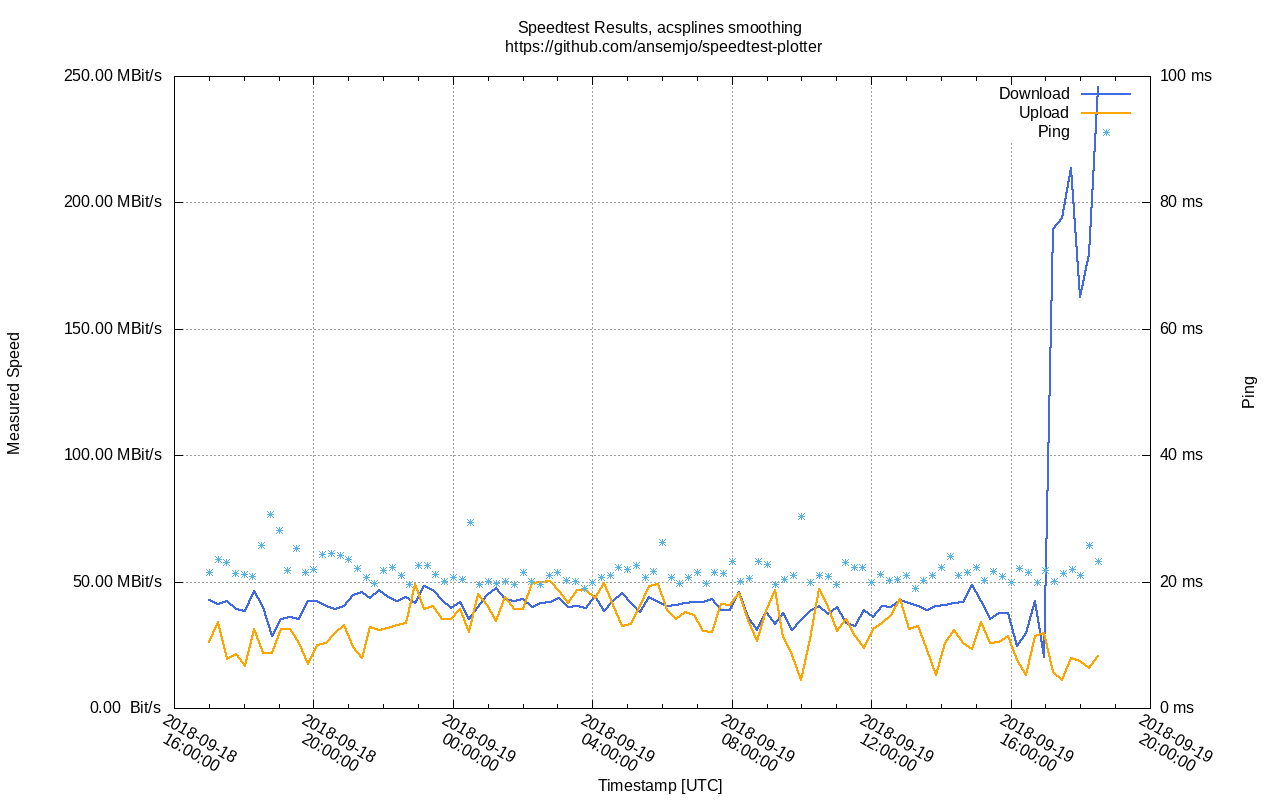 Speedtest Results, acsplines smoothing
https://github.com/ansemjo/speedtest-plotter
250.00 MBit/s
200.00 MBit/s
150.00 MBit/s
100.00 MBit/s
50.00 MBit/s
0.00  Bit/s
Measured Speed
100 ms
80 ms
60 ms
40 ms
20 ms
0 ms
Ping
Download
Upload
Ping
2018-09-18
16:00:00
2018-09-18
20:00:00
2018-09-19
00:00:00
2018-09-19
04:00:00
2018-09-19
08:00:00
2018-09-19
12:00:00
2018-09-19
16:00:00
2018-09-19
20:00:00
Timestamp [UTC]